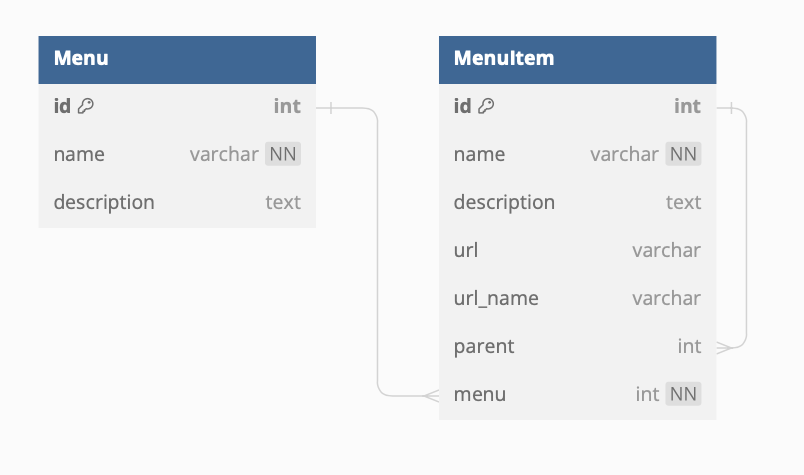 Menu
id int
name varchar NN
description text
MenuItem
id int
name varchar NN
description text
url varchar
url_name varchar
parent int
menu int NN